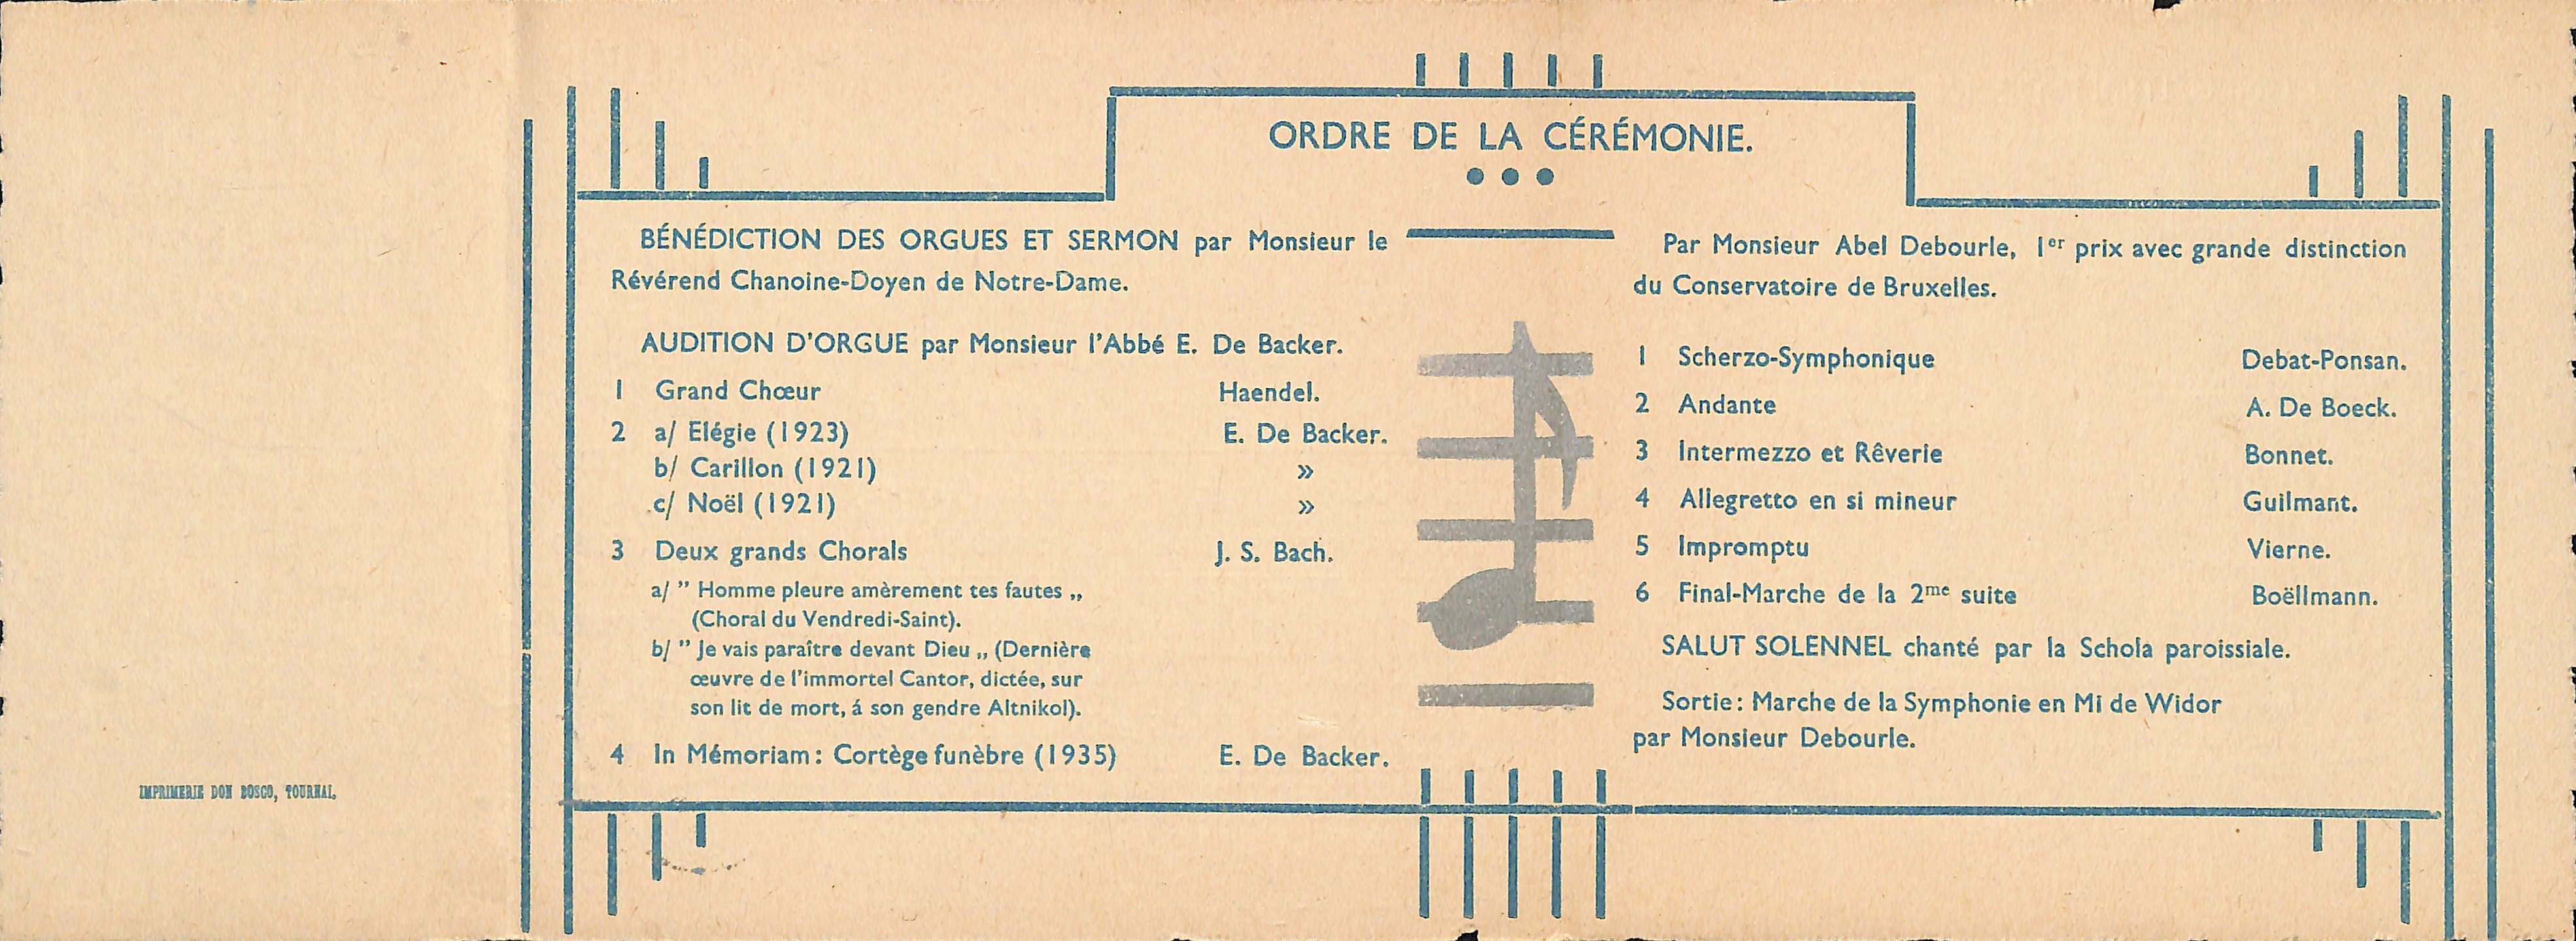 ORDRE DE LA CÉRÉMONIE.
BÉNÉDICTION DES ORGUES ET SERMON par Monsieur le
Révérend Chanoine-Doyen de Notre-Dame.
AUDITION D'ORGUE par Monsieur l'Abbé E. De Backer.
1 Grand Chœur Haendel.
2 a/ Elégie (1923) E. De Backer.
b/ Carillon (1921) »
c/ Noël (1921) »
3 Deux grands Chorals J. S. Bach.
a/ ” Homme pleure amèrement tes fautes „
(Choral du Vendredi-Saint).
b/ ” Je vais paraître devant Dieu „ (Dernière
œuvre de l'immortel Cantor, dictée, sur
son lit de mort, á son gendre Altnikol).
4 In Mémoriam : Cortège funèbre (1935) E. De Backer.
Par Monsieur Abel Debourle, 1er prix avec grande distinction
du Conservatoire de Bruxelles.
1 Scherzo-Symphonique Debat-Ponsan.
2 Andante A. De Boeck.
3 Intermezzo et Rêverie Bonnet.
4 Allegretto en si mineur Guilmant.
5 Impromptu Vierne.
6 Final-Marche de la 2me suite Boëllmann.
SALUT SOLENNEL chanté par la Schola paroissiale.
Sortie : Marche de la Symphonie en Mi de Widor
par Monsieur Debourle.
IMPRIMERIE DON BOSCO, TOURNAI.